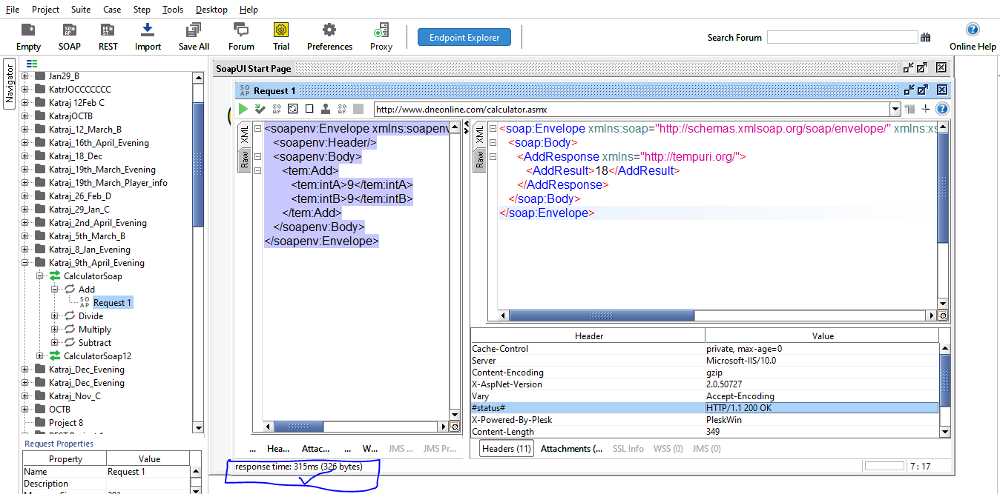 File Project Suite Case Step Tools Desktop Help
Empty SOAP REST Import Save All Forum Trial Preferences Proxy Endpoint Explorer Search Forum Online Help
Navigator
Jan29_B
KatrJOCCCCCCC
Katraj 12Feb C
KatrajOCTB
Katraj_12_March_B
Katraj_16th_April_Evening
Katraj_18_Dec
Katraj_19th_March_Evening
Katraj_19th_March_Player_info
Katraj_26_Feb_D
Katraj_29_Jan_C
Katraj_2nd_April_Evening
Katraj_5th_March_B
Katraj_8_Jan_Evening
Katraj_9th_April_Evening
CalculatorSoap
Add
SOAP Request 1
Divide
Multiply
Subtract
CalculatorSoap12
Katraj_Dec_Evening
Katraj_Dec_Evening
Katraj_Nov_C
OCTB
Project 8
Request Properties
Property Value
Name Request 1
Description
SoapUI Start Page
SOAP Request 1
http://www.dneonline.com/calculator.asmx
XML
Raw
<soapenv:Envelope xmlns:soapenv
<soapenv:Header/>
<soapenv:Body>
<tem:Add>
<tem:intA>9</tem:intA>
<tem:intB>9</tem:intB>
</tem:Add>
</soapenv:Body>
</soapenv:Envelope>
... Hea... Attac... ... W... JMS ... JMS Pr...
XML
Raw
<soap:Envelope xmlns:soap="http://schemas.xmlsoap.org/soap/envelope/" xmlns:xs
<soap:Body>
<AddResponse xmlns="http://tempuri.org/">
<AddResult>18</AddResult>
</AddResponse>
</soap:Body>
</soap:Envelope>
Header Value
Cache-Control private, max-age=0
Server Microsoft-IIS/10.0
Content-Encoding gzip
X-AspNet-Version 2.0.50727
Vary Accept-Encoding
#status# HTTP/1.1 200 OK
X-Powered-By-Plesk PleskWin
Content-Length 349
Headers (11) Attachments (... SSL Info WSS (0) JMS (0)
response time: 315ms (326 bytes)
7 : 17